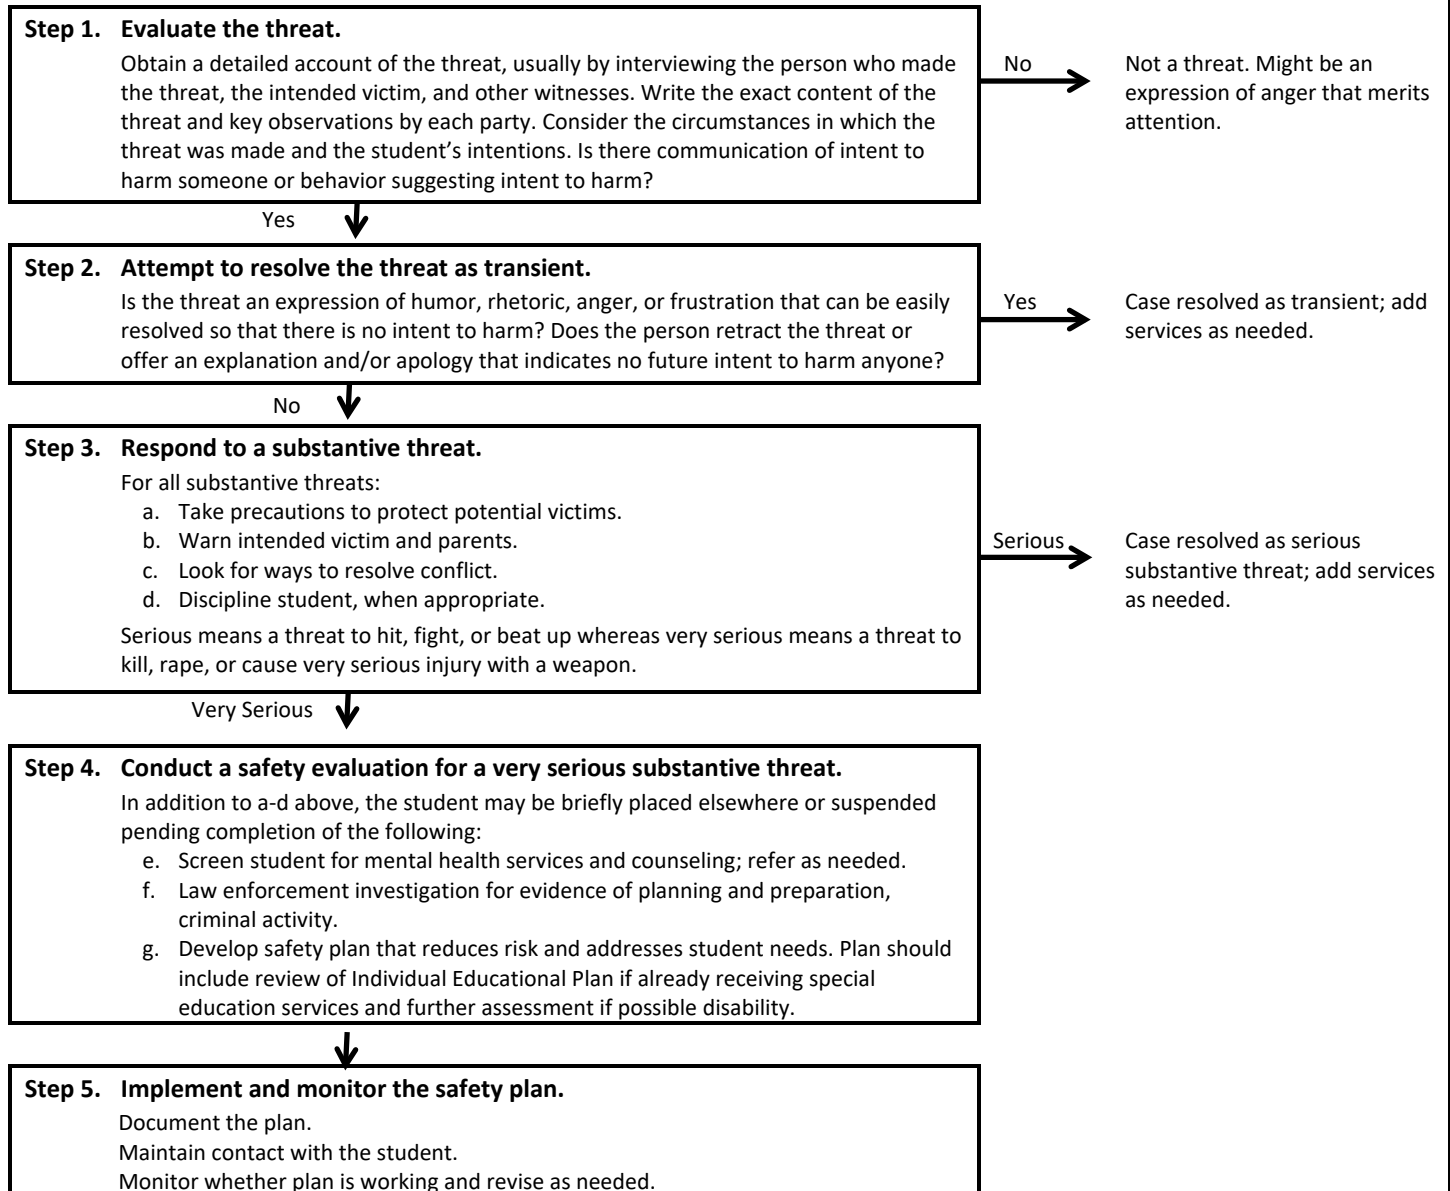 Step 1. Evaluate the threat.
Obtain a detailed account of the threat, usually by interviewing the person who made
the threat, the intended victim, and other witnesses. Write the exact content of the
threat and key observations by each party. Consider the circumstances in which the
threat was made and the student’s intentions. Is there communication of intent to
harm someone or behavior suggesting intent to harm?
No
Not a threat. Might be an
expression of anger that merits
attention.
Yes
Step 2. Attempt to resolve the threat as transient.
Is the threat an expression of humor, rhetoric, anger, or frustration that can be easily
resolved so that there is no intent to harm? Does the person retract the threat or
offer an explanation and/or apology that indicates no future intent to harm anyone?
Yes
Case resolved as transient; add
services as needed.
No
Step 3. Respond to a substantive threat.
For all substantive threats:
a. Take precautions to protect potential victims.
b. Warn intended victim and parents.
c. Look for ways to resolve conflict.
d. Discipline student, when appropriate.
Serious means a threat to hit, fight, or beat up whereas very serious means a threat to
kill, rape, or cause very serious injury with a weapon.
Serious
Case resolved as serious
substantive threat; add services
as needed.
Very Serious
Step 4. Conduct a safety evaluation for a very serious substantive threat.
In addition to a-d above, the student may be briefly placed elsewhere or suspended
pending completion of the following:
e. Screen student for mental health services and counseling; refer as needed.
f. Law enforcement investigation for evidence of planning and preparation,
criminal activity.
g. Develop safety plan that reduces risk and addresses student needs. Plan should
include review of Individual Educational Plan if already receiving special
education services and further assessment if possible disability.
Step 5. Implement and monitor the safety plan.
Document the plan.
Maintain contact with the student.
Monitor whether plan is working and revise as needed.